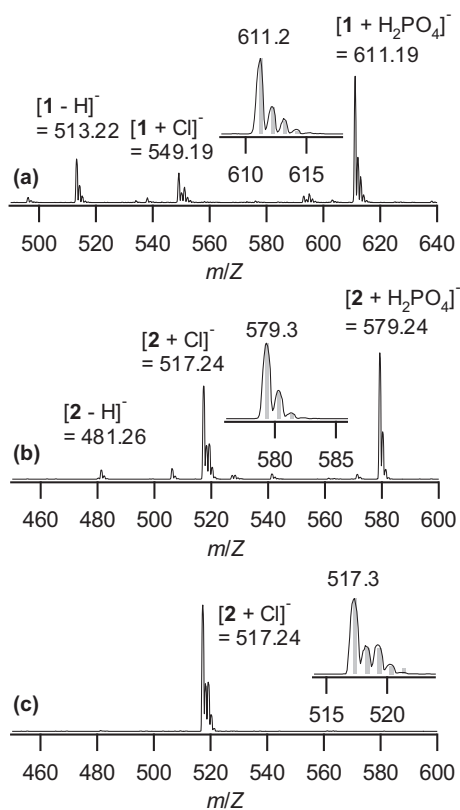 [1 + H₂PO₄]⁻
= 611.19
611.2
[1 - H]⁻
= 513.22
[1 + Cl]⁻
= 549.19
610 615
(a)
500 520 540 560 580 600 620 640
m/Z
[2 + H₂PO₄]⁻
= 579.24
[2 + Cl]⁻
= 517.24
579.3
[2 - H]⁻
= 481.26
580 585
(b)
460 480 500 520 540 560 580 600
m/Z
517.3
[2 + Cl]⁻
= 517.24
515 520
(c)
460 480 500 520 540 560 580 600
m/Z